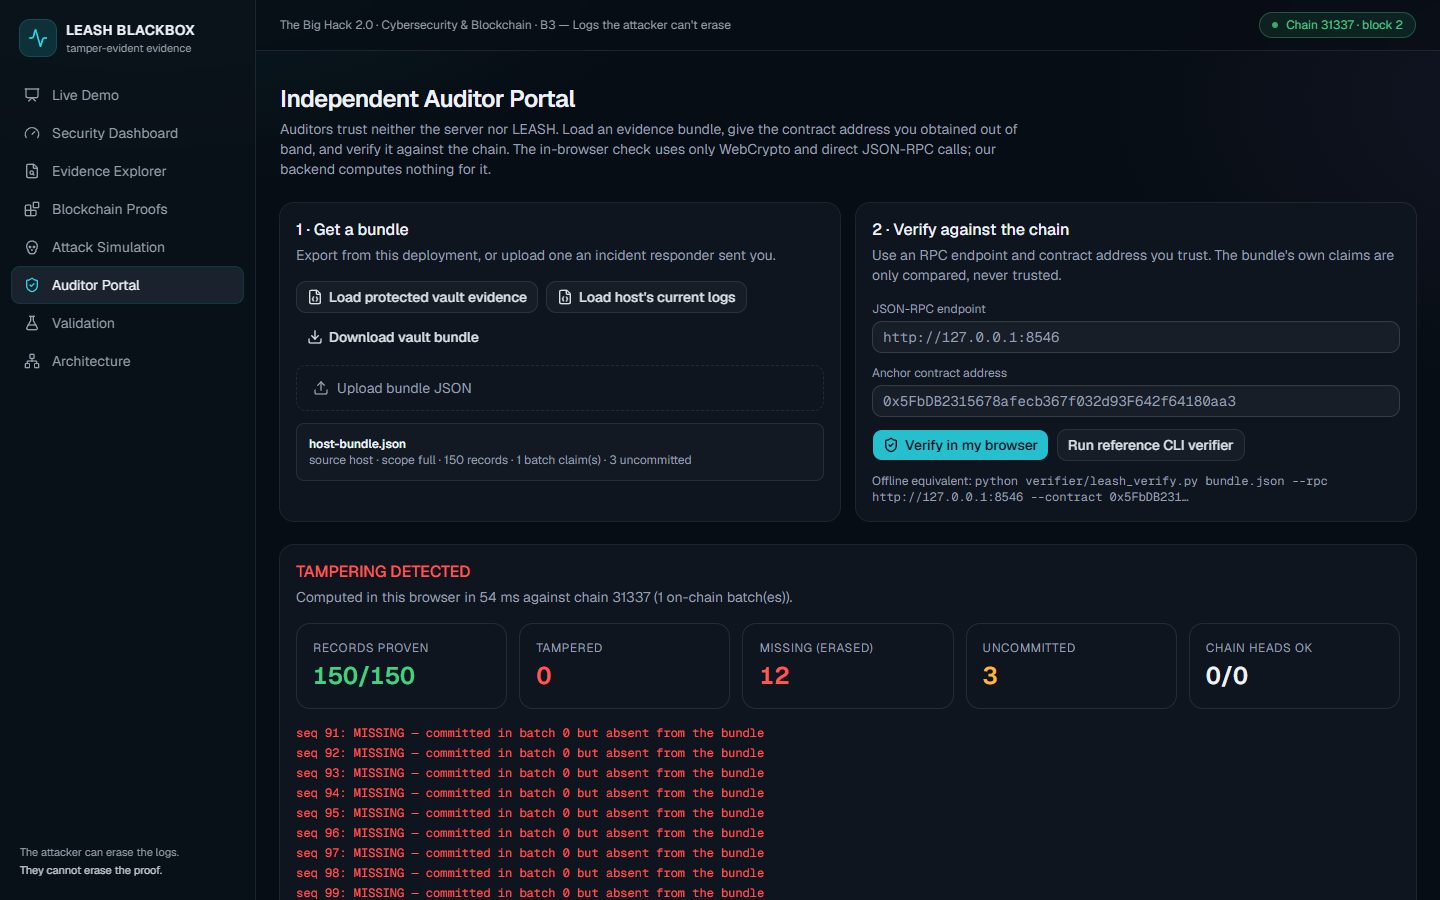 LEASH BLACKBOX
tamper-evident evidence
Live Demo
Security Dashboard
Evidence Explorer
Blockchain Proofs
Attack Simulation
Auditor Portal
Validation
Architecture
The attacker can erase the logs.
They cannot erase the proof.
The Big Hack 2.0 · Cybersecurity & Blockchain · B3 — Logs the attacker can't erase
Chain 31337 · block 2
Independent Auditor Portal
Auditors trust neither the server nor LEASH. Load an evidence bundle, give the contract address you obtained out of
band, and verify it against the chain. The in-browser check uses only WebCrypto and direct JSON-RPC calls; our
backend computes nothing for it.
1 · Get a bundle
Export from this deployment, or upload one an incident responder sent you.
Load protected vault evidence
Load host's current logs
Download vault bundle
Upload bundle JSON
host-bundle.json
source host · scope full · 150 records · 1 batch claim(s) · 3 uncommitted
2 · Verify against the chain
Use an RPC endpoint and contract address you trust. The bundle's own claims are
only compared, never trusted.
JSON-RPC endpoint
http://127.0.0.1:8546
Anchor contract address
0x5FbDB2315678afecb367f032d93F642f64180aa3
Verify in my browser
Run reference CLI verifier
Offline equivalent: python verifier/leash_verify.py bundle.json --rpc
http://127.0.0.1:8546 --contract 0x5FbDB231…
TAMPERING DETECTED
Computed in this browser in 54 ms against chain 31337 (1 on-chain batch(es)).
RECORDS PROVEN
150/150
TAMPERED
0
MISSING (ERASED)
12
UNCOMMITTED
3
CHAIN HEADS OK
0/0
seq 91: MISSING — committed in batch 0 but absent from the bundle
seq 92: MISSING — committed in batch 0 but absent from the bundle
seq 93: MISSING — committed in batch 0 but absent from the bundle
seq 94: MISSING — committed in batch 0 but absent from the bundle
seq 95: MISSING — committed in batch 0 but absent from the bundle
seq 96: MISSING — committed in batch 0 but absent from the bundle
seq 97: MISSING — committed in batch 0 but absent from the bundle
seq 98: MISSING — committed in batch 0 but absent from the bundle
seq 99: MISSING — committed in batch 0 but absent from the bundle